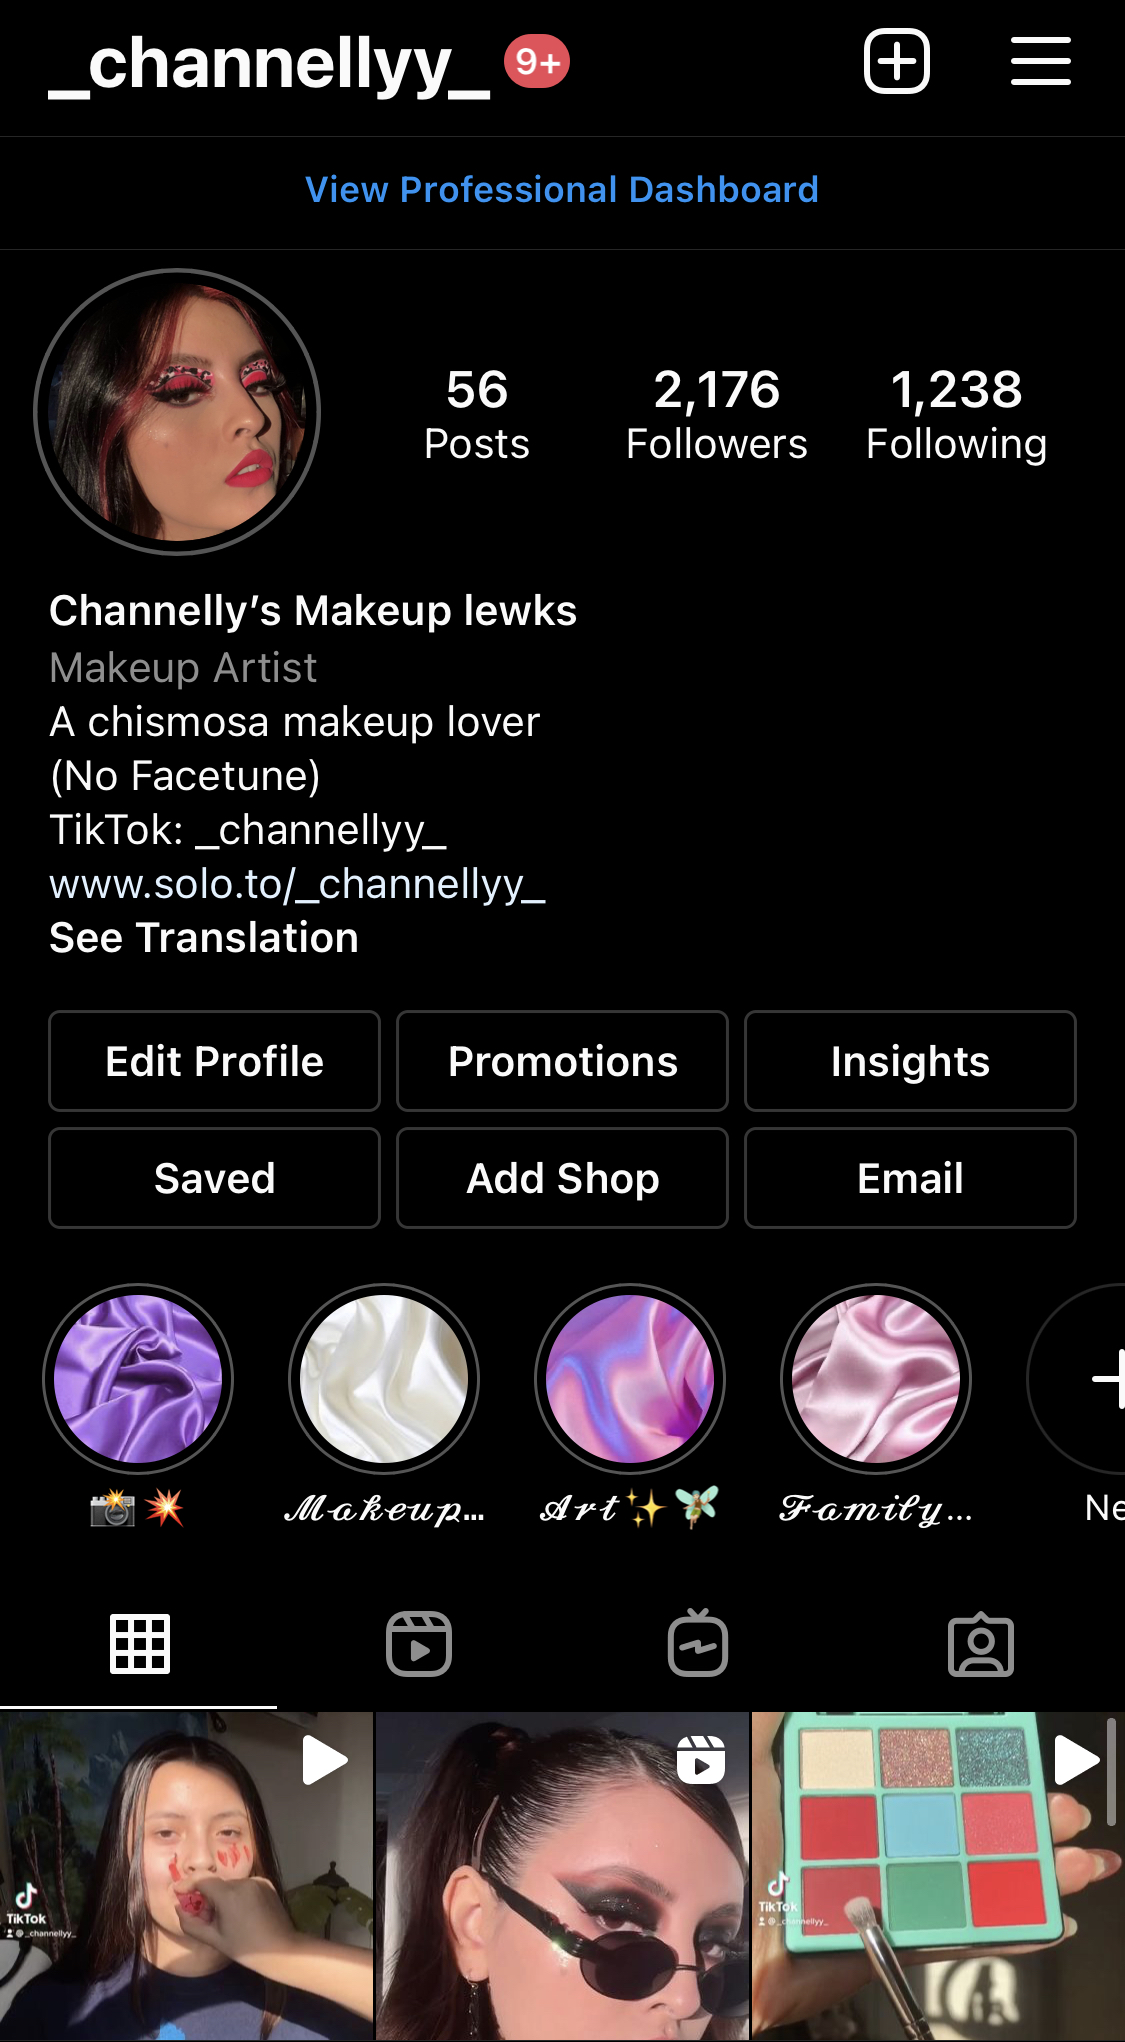 _channellyy_ 9+
View Professional Dashboard
56 2,176 1,238
Posts Followers Following
Channelly’s Makeup lewks
Makeup Artist
A chismosa makeup lover
(No Facetune)
TikTok: _channellyy_
www.solo.to/_channellyy_
See Translation
Edit Profile Promotions Insights
Saved Add Shop Email
📸💥 𝓜𝓪𝓴𝓮𝓾𝓹... 𝓐𝓻𝓽✨🧚 𝓕𝓪𝓶𝓲𝓵𝔂... Ne
TikTok
@_channellyy_
TikTok
@_channellyy_